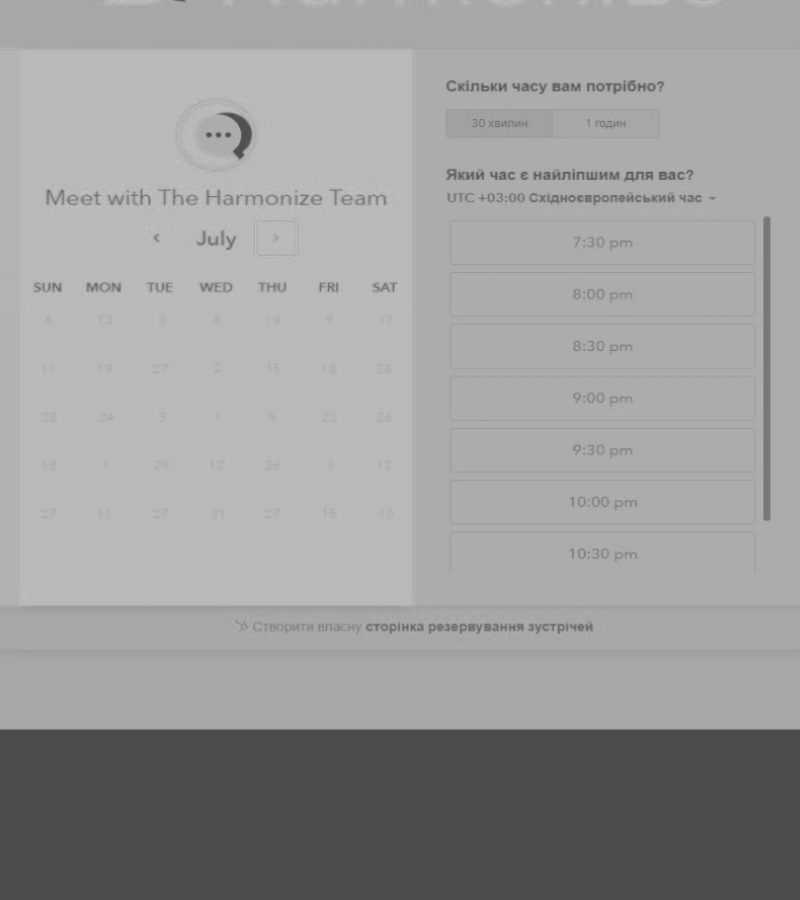 Meet with The Harmonize Team
July
SUN MON TUE WED THU FRI SAT
6 13 3 8 19 9 17
11 19 27 2 15 18 25
28 24 3 1 5 22 26
18 1 29 12 26 3 12
27 11 27 31 27 15 10
Скільки часу вам потрібно?
30 хвилин 1 годин
Який час є найліпшим для вас?
UTC +03:00 Східноєвропейський час
7:30 pm
8:00 pm
8:30 pm
9:00 pm
9:30 pm
10:00 pm
10:30 pm
Створити власну сторінка резервування зустрічей